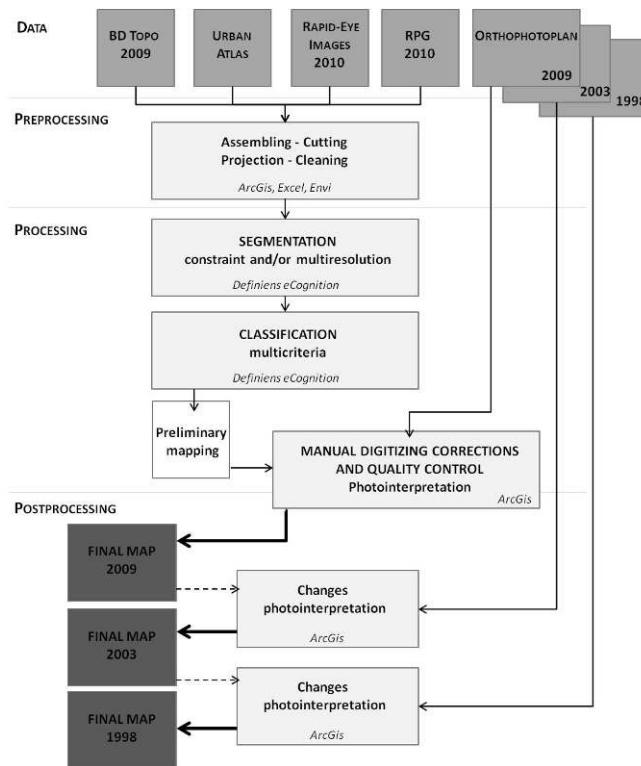 DATA
BD TOPO
2009
URBAN
ATLAS
RAPID-EYE
IMAGES
2010
RPG
2010
ORTHOPHOTOPLAN
2009
2003
1998
PREPROCESSING
Assembling - Cutting
Projection - Cleaning
ArcGis, Excel, Envi
PROCESSING
SEGMENTATION
constraint and/or multiresolution
Definiens eCognition
CLASSIFICATION
multicriteria
Definiens eCognition
Preliminary
mapping
MANUAL DIGITIZING CORRECTIONS
AND QUALITY CONTROL
Photointerpretation
ArcGis
POSTPROCESSING
FINAL MAP
2009
Changes
photointerpretation
ArcGis
FINAL MAP
2003
Changes
photointerpretation
ArcGis
FINAL MAP
1998